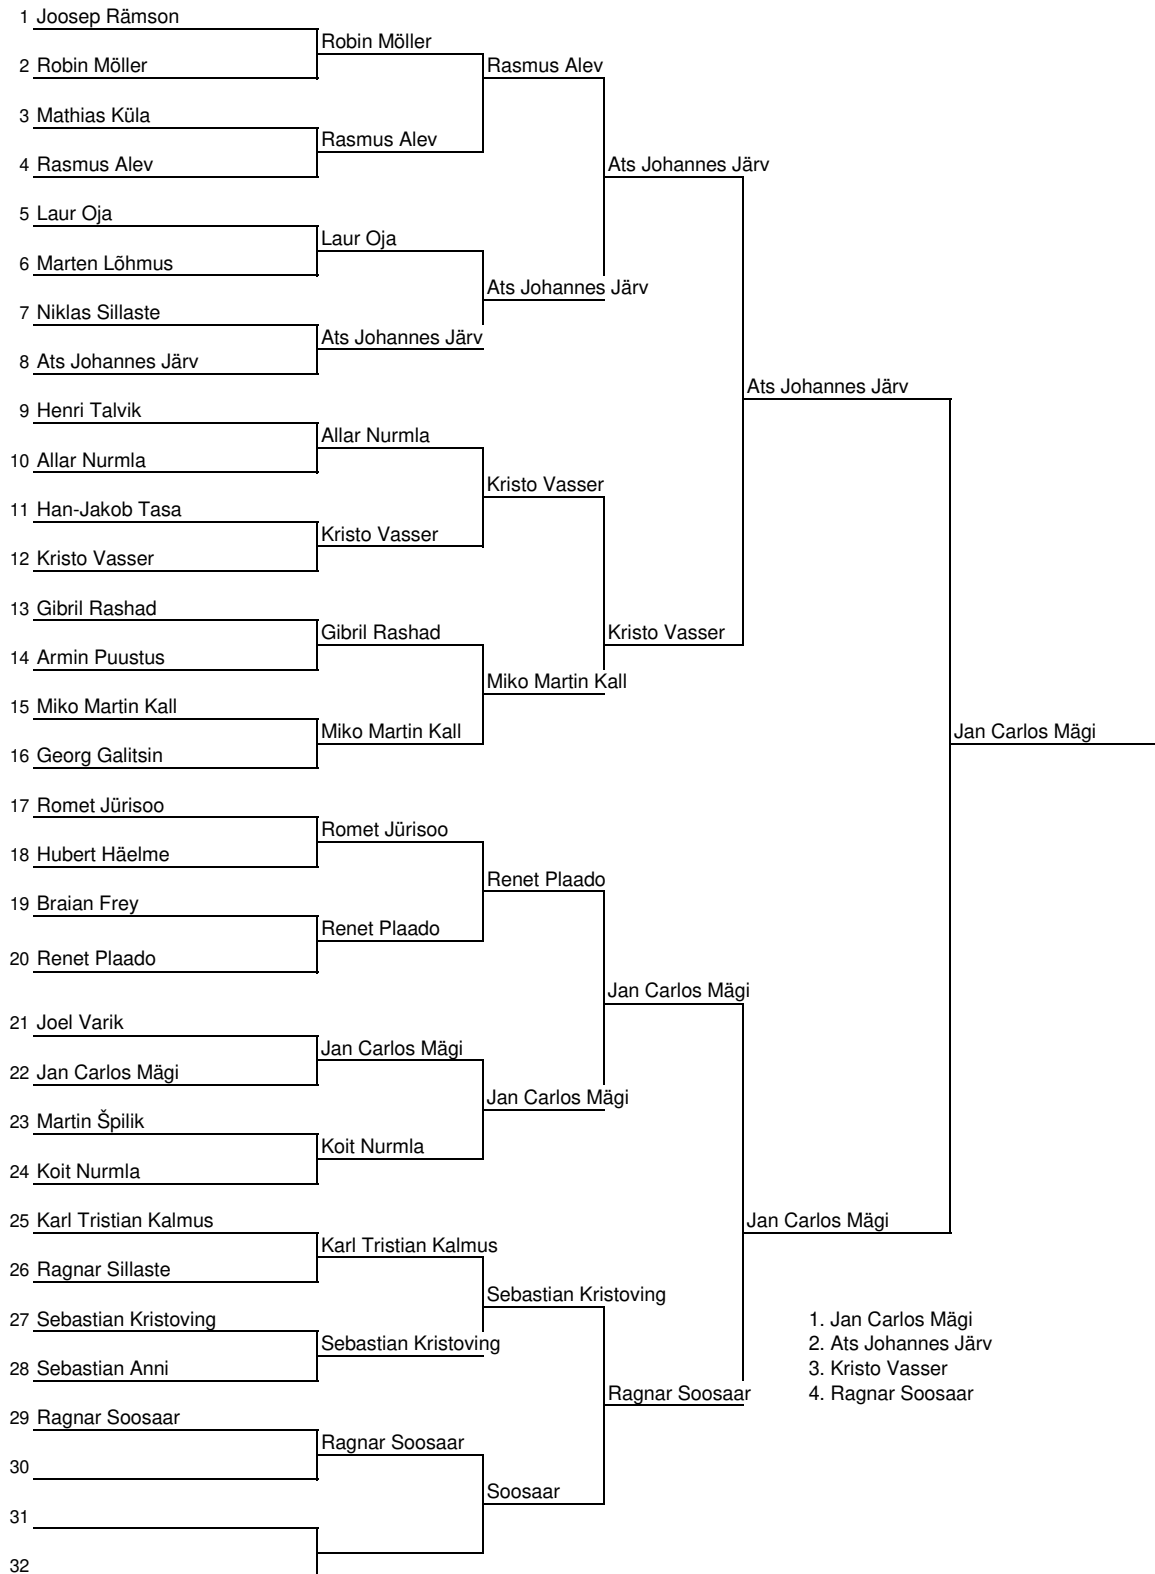 1 Joosep Rämson
Robin Möller
2 Robin Möller
Rasmus Alev
3 Mathias Küla
Rasmus Alev
4 Rasmus Alev
Ats Johannes Järv
5 Laur Oja
Laur Oja
6 Marten Lõhmus
Ats Johannes Järv
7 Niklas Sillaste
Ats Johannes Järv
8 Ats Johannes Järv
Ats Johannes Järv
9 Henri Talvik
Allar Nurmla
10 Allar Nurmla
Kristo Vasser
11 Han-Jakob Tasa
Kristo Vasser
12 Kristo Vasser
13 Gibril Rashad
Gibril Rashad
Kristo Vasser
14 Armin Puustus
Miko Martin Kall
15 Miko Martin Kall
Miko Martin Kall
Jan Carlos Mägi
16 Georg Galitsin
17 Romet Jürisoo
Romet Jürisoo
18 Hubert Häelme
Renet Plaado
19 Braian Frey
Renet Plaado
20 Renet Plaado
Jan Carlos Mägi
21 Joel Varik
Jan Carlos Mägi
22 Jan Carlos Mägi
Jan Carlos Mägi
23 Martin Špilik
Koit Nurmla
24 Koit Nurmla
25 Karl Tristian Kalmus
Jan Carlos Mägi
Karl Tristian Kalmus
26 Ragnar Sillaste
Sebastian Kristoving
27 Sebastian Kristoving
Sebastian Kristoving
28 Sebastian Anni
1. Jan Carlos Mägi
2. Ats Johannes Järv
3. Kristo Vasser
4. Ragnar Soosaar
Ragnar Soosaar
29 Ragnar Soosaar
Ragnar Soosaar
30
Soosaar
31
32